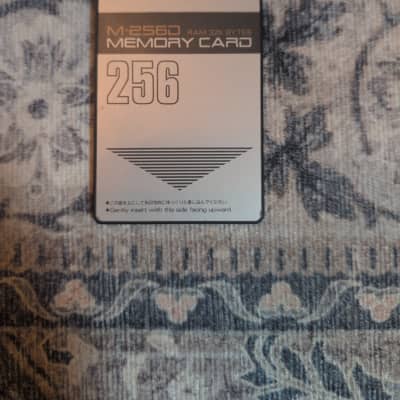 M-256D RAM 32k BYTES
MEMORY CARD
256
●Gently insert with this side facing upward.